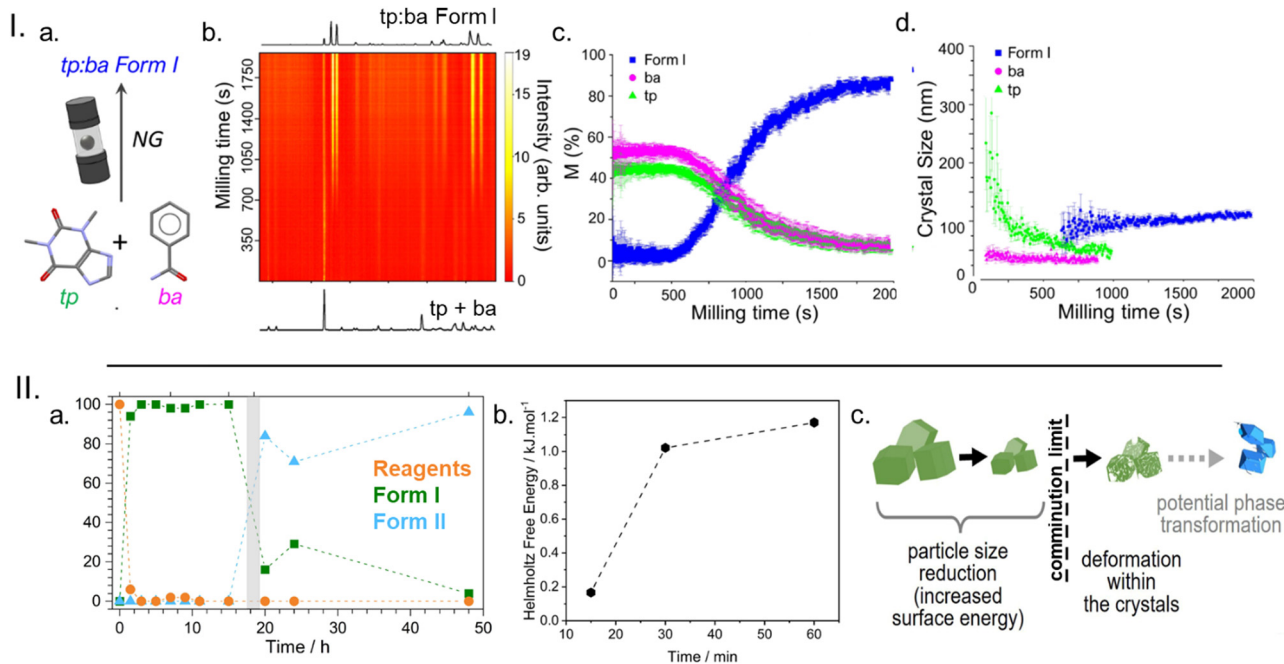 I.
a.
tp:ba Form I
NG
tp
+
ba
b.
tp:ba Form I
Milling time (s)
1750
1400
1050
700
350
tp + ba
19
15
10
5
0
Intensity (arb. units)
c.
Form I
ba
tp
M (%)
100
80
60
40
20
0
0 500 1000 1500 2000
Milling time (s)
d.
Form I
ba
tp
Crystal Size (nm)
400
300
200
100
0
0 500 1000 1500 2000
Milling time (s)
II.
a.
100
80
60
40
20
0
Reagents
Form I
Form II
0 10 20 30 40 50
Time / h
b.
Helmholtz Free Energy / kJ.mol⁻¹
1.4
1.2
1.0
0.8
0.6
0.4
0.2
0.0
10 20 30 40 50 60
Time / min
c.
comminution limit
potential phase
transformation
particle size
reduction
(increased
surface energy)
deformation
within
the crystals